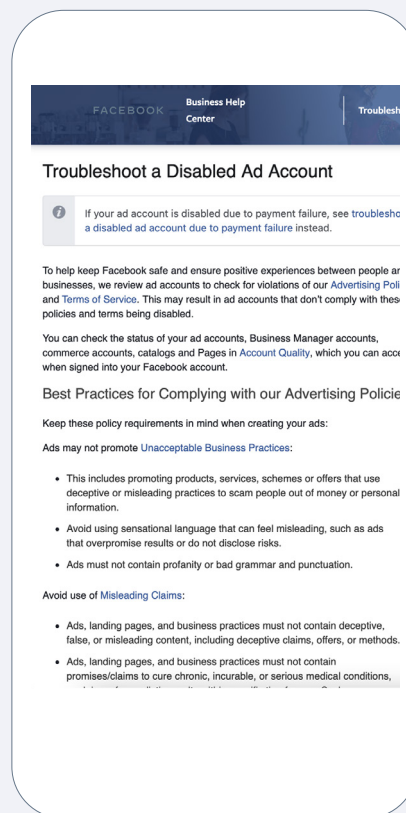 FACEBOOK
Business Help
Center
Troubleshoot a Disabled Ad Account
If your ad account is disabled due to payment failure, see
a disabled ad account due to payment failure instead.
To help keep Facebook safe and ensure positive experiences between people
businesses, we review ad accounts to check for violations of our Advertising
and Terms of Service. This may result in ad accounts that don't comply with
policies and terms being disabled.
You can check the status of your ad accounts, Business Manager accounts,
commerce accounts, catalogs and Pages in Account Quality, which you can
when signed into your Facebook account.
Best Practices for Complying with our Advertising
Keep these policy requirements in mind when creating your ads:
Ads may not promote Unacceptable Business Practices:
• This includes promoting products, services, schemes or offers that use
deceptive or misleading practices to scam people out of money or personal
information.
• Avoid using sensational language that can feel misleading, such as ads
that overpromise results or do not disclose risks.
• Ads must not contain profanity or bad grammar and punctuation.
Avoid use of Misleading Claims:
• Ads, landing pages, and business practices must not contain deceptive,
false, or misleading content, including deceptive claims, offers, or methods.
• Ads, landing pages, and business practices must not contain
promises/claims to cure chronic, incurable, or serious medical conditions,